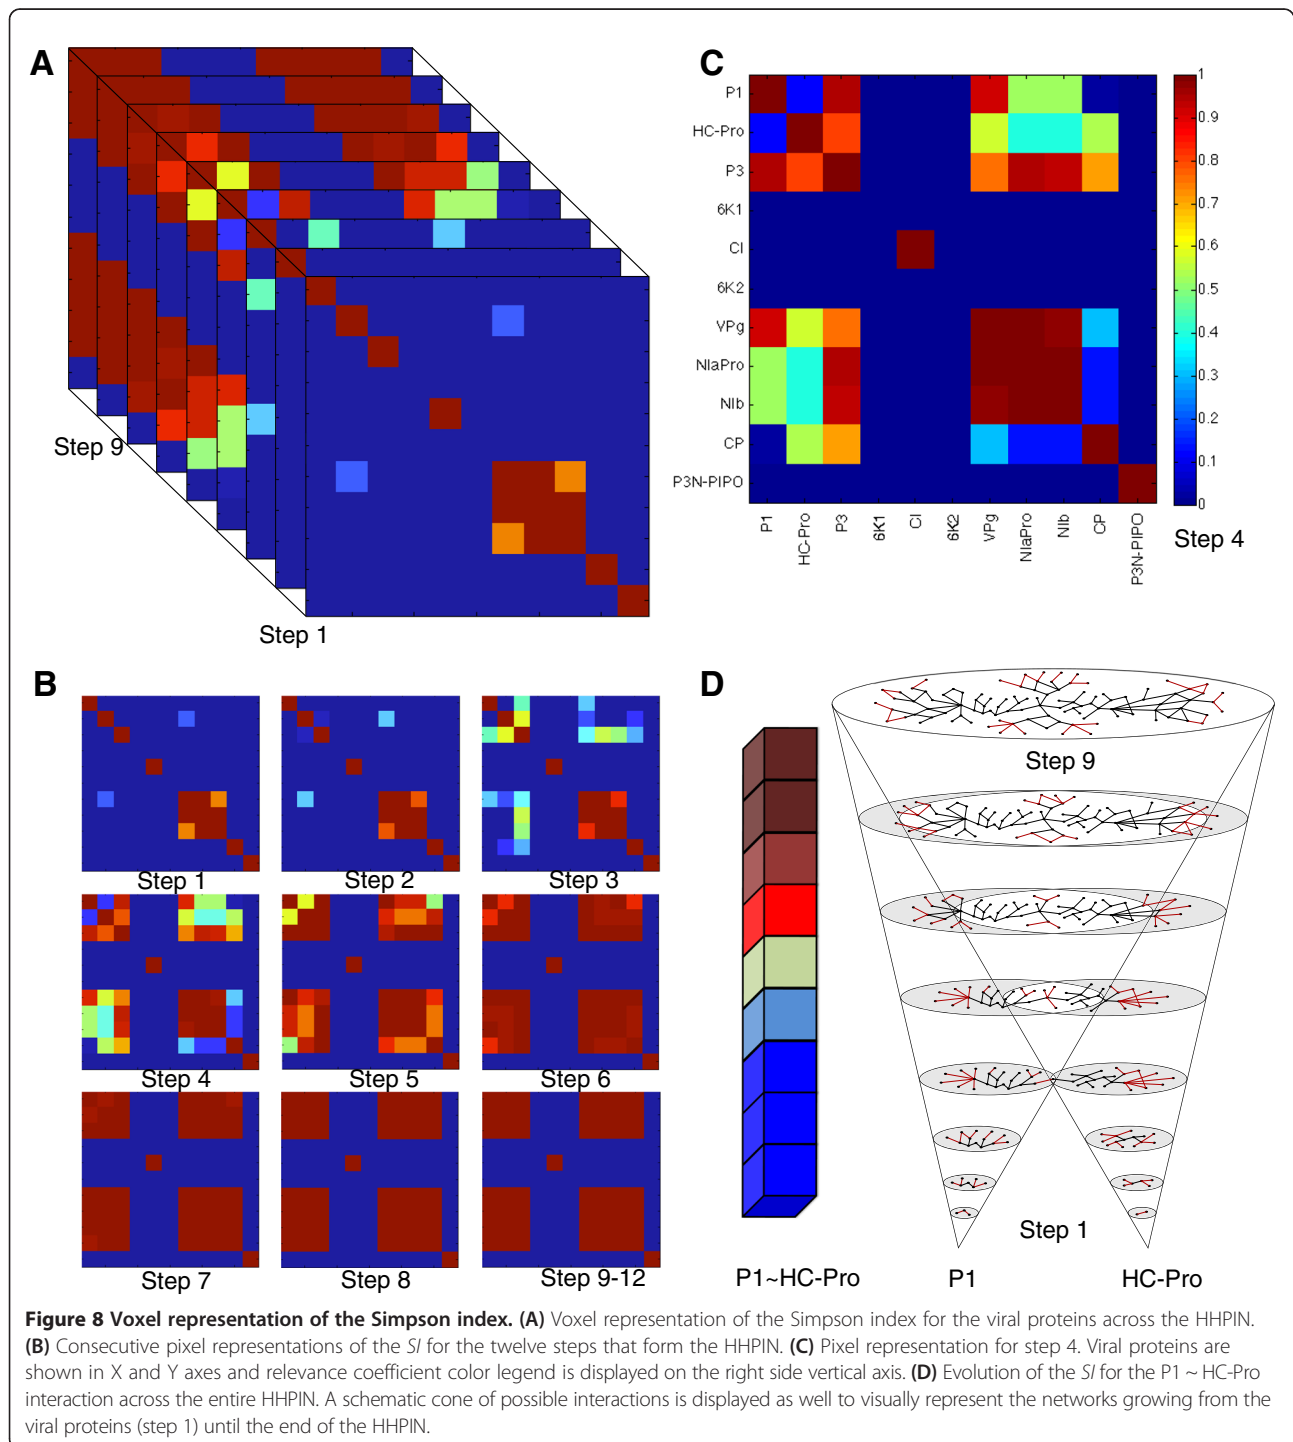 A
Step 9
Step 1
C
P1
HC-Pro
P3
6K1
CI
6K2
VPg
NIaPro
NIb
CP
P3N-PIPO
P1
HC-Pro
P3
6K1
CI
6K2
VPg
NIaPro
NIb
CP
P3N-PIPO
1
0.9
0.8
0.7
0.6
0.5
0.4
0.3
0.2
0.1
0
Step 4
B
Step 1
Step 2
Step 3
Step 4
Step 5
Step 6
Step 7
Step 8
Step 9-12
D
P1~HC-Pro
Step 9
Step 1
P1
HC-Pro
Figure 8 Voxel representation of the Simpson index. (A) Voxel representation of the Simpson index for the viral proteins across the HHPIN.
(B) Consecutive pixel representations of the SI for the twelve steps that form the HHPIN. (C) Pixel representation for step 4. Viral proteins are
shown in X and Y axes and relevance coefficient color legend is displayed on the right side vertical axis. (D) Evolution of the SI for the P1 ~ HC-Pro
interaction across the entire HHPIN. A schematic cone of possible interactions is displayed as well to visually represent the networks growing from the
viral proteins (step 1) until the end of the HHPIN.